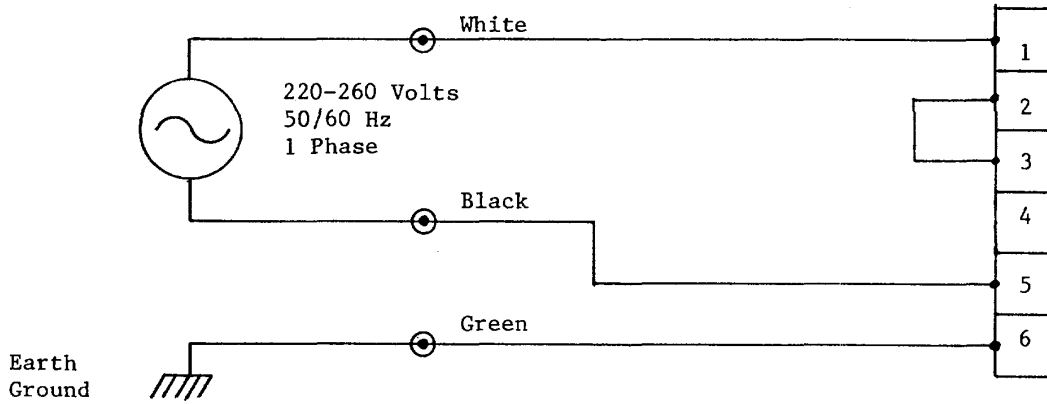 White
1
220-260 Volts
50/60 Hz
1 Phase
2
3
Black
4
5
Green
6
Earth
Ground